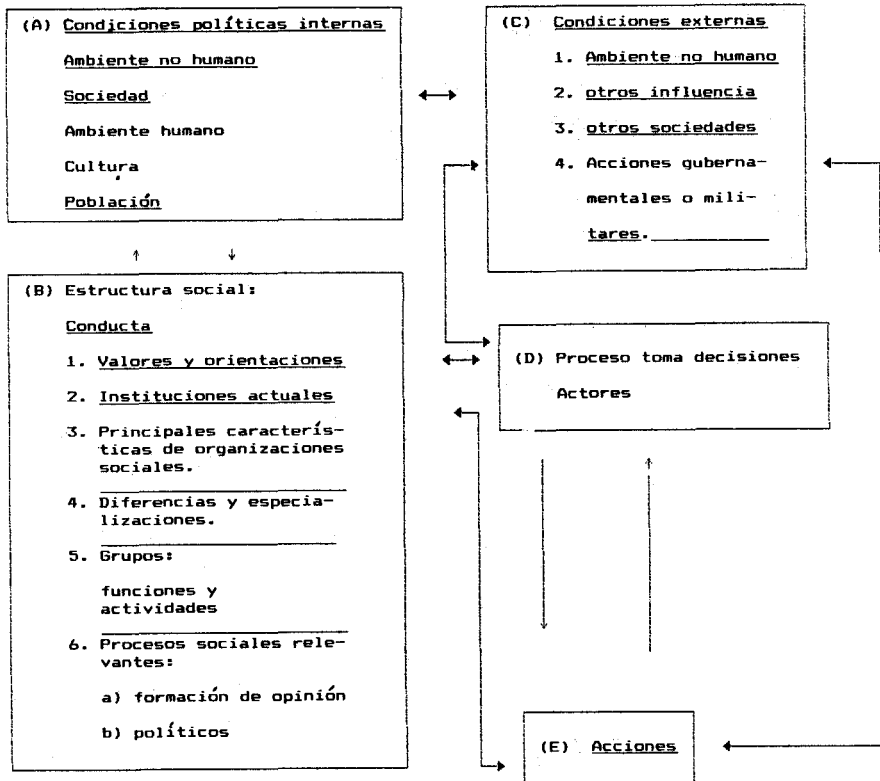 (A) Condiciones políticas internas
Ambiente no humano
Sociedad
Ambiente humano
Cultura
Población
(B) Estructura social:
Conducta
1. Valores y orientaciones
2. Instituciones actuales
3. Principales caracterís-
ticas de organizaciones
sociales.
4. Diferencias y especia-
lizaciones.
5. Grupos:
funciones y
actividades
6. Procesos sociales rele-
vantes:
a) formación de opinión
b) políticos
(C) Condiciones externas
1. Ambiente no humano
2. otros influencia
3. otros sociedades
4. Acciones guberna-
mentales o mili-
tares.
(D) Proceso toma decisiones
Actores
(E) Acciones